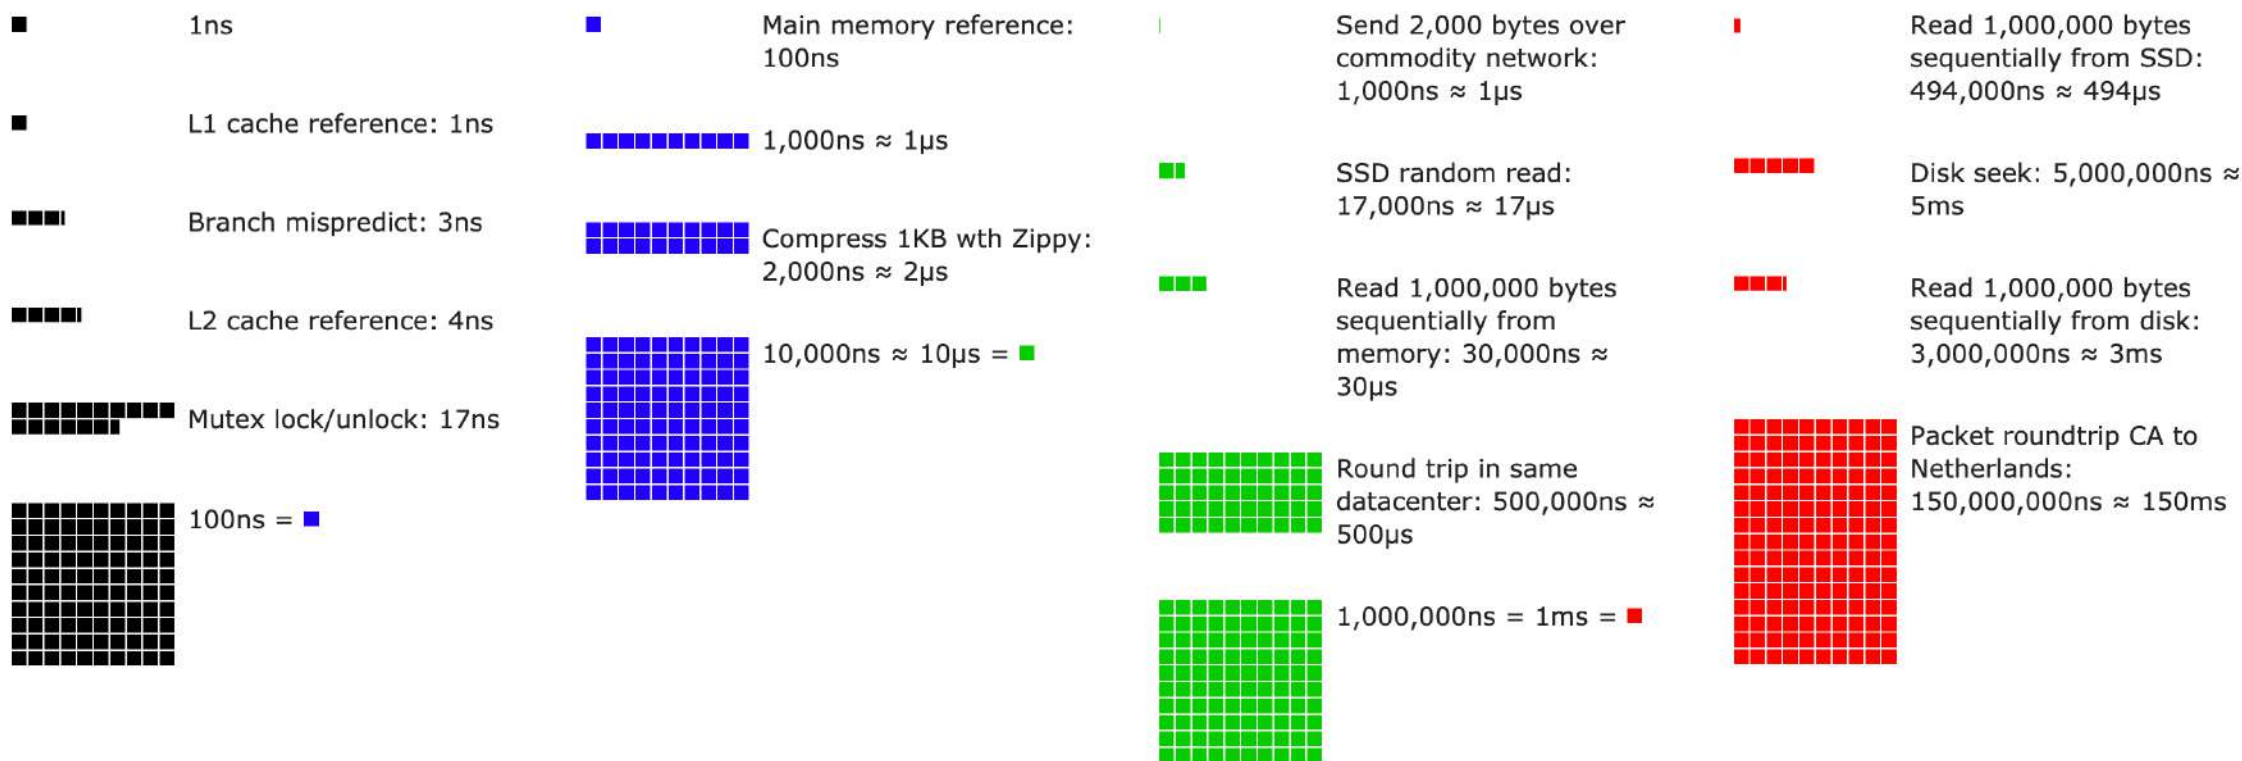 1ns
L1 cache reference: 1ns
Branch mispredict: 3ns
L2 cache reference: 4ns
Mutex lock/unlock: 17ns
100ns =
Main memory reference:
100ns
1,000ns ≈ 1μs
Compress 1KB wth Zippy:
2,000ns ≈ 2μs
10,000ns ≈ 10μs =
Send 2,000 bytes over
commodity network:
1,000ns ≈ 1μs
SSD random read:
17,000ns ≈ 17μs
Read 1,000,000 bytes
sequentially from
memory: 30,000ns ≈
30μs
Round trip in same
datacenter: 500,000ns ≈
500μs
1,000,000ns = 1ms =
Read 1,000,000 bytes
sequentially from SSD:
494,000ns ≈ 494μs
Disk seek: 5,000,000ns ≈
5ms
Read 1,000,000 bytes
sequentially from disk:
3,000,000ns ≈ 3ms
Packet roundtrip CA to
Netherlands:
150,000,000ns ≈ 150ms